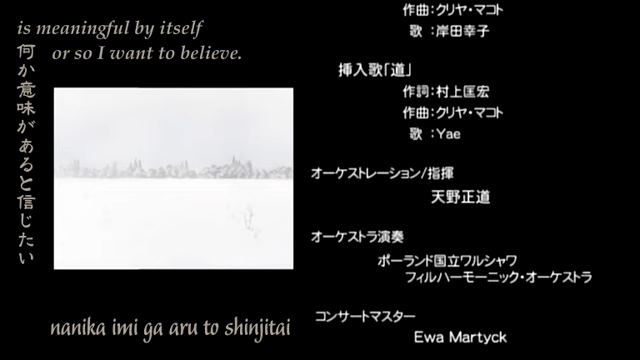 is meaningful by itself
or so I want to believe.
何か意味があると信じたい
nanika imi ga aru to shinjitai
作曲:クリヤ・マコト
歌 :岸田幸子
挿入歌「道」
作詞:村上匡宏
作曲:クリヤ・マコト
歌 :Yae
オーケストレーション/指揮
天野正道
オーケストラ演奏
ポーランド国立ワルシャワ
フィルハーモーニック・オーケストラ
コンサートマスター
Ewa Martyck